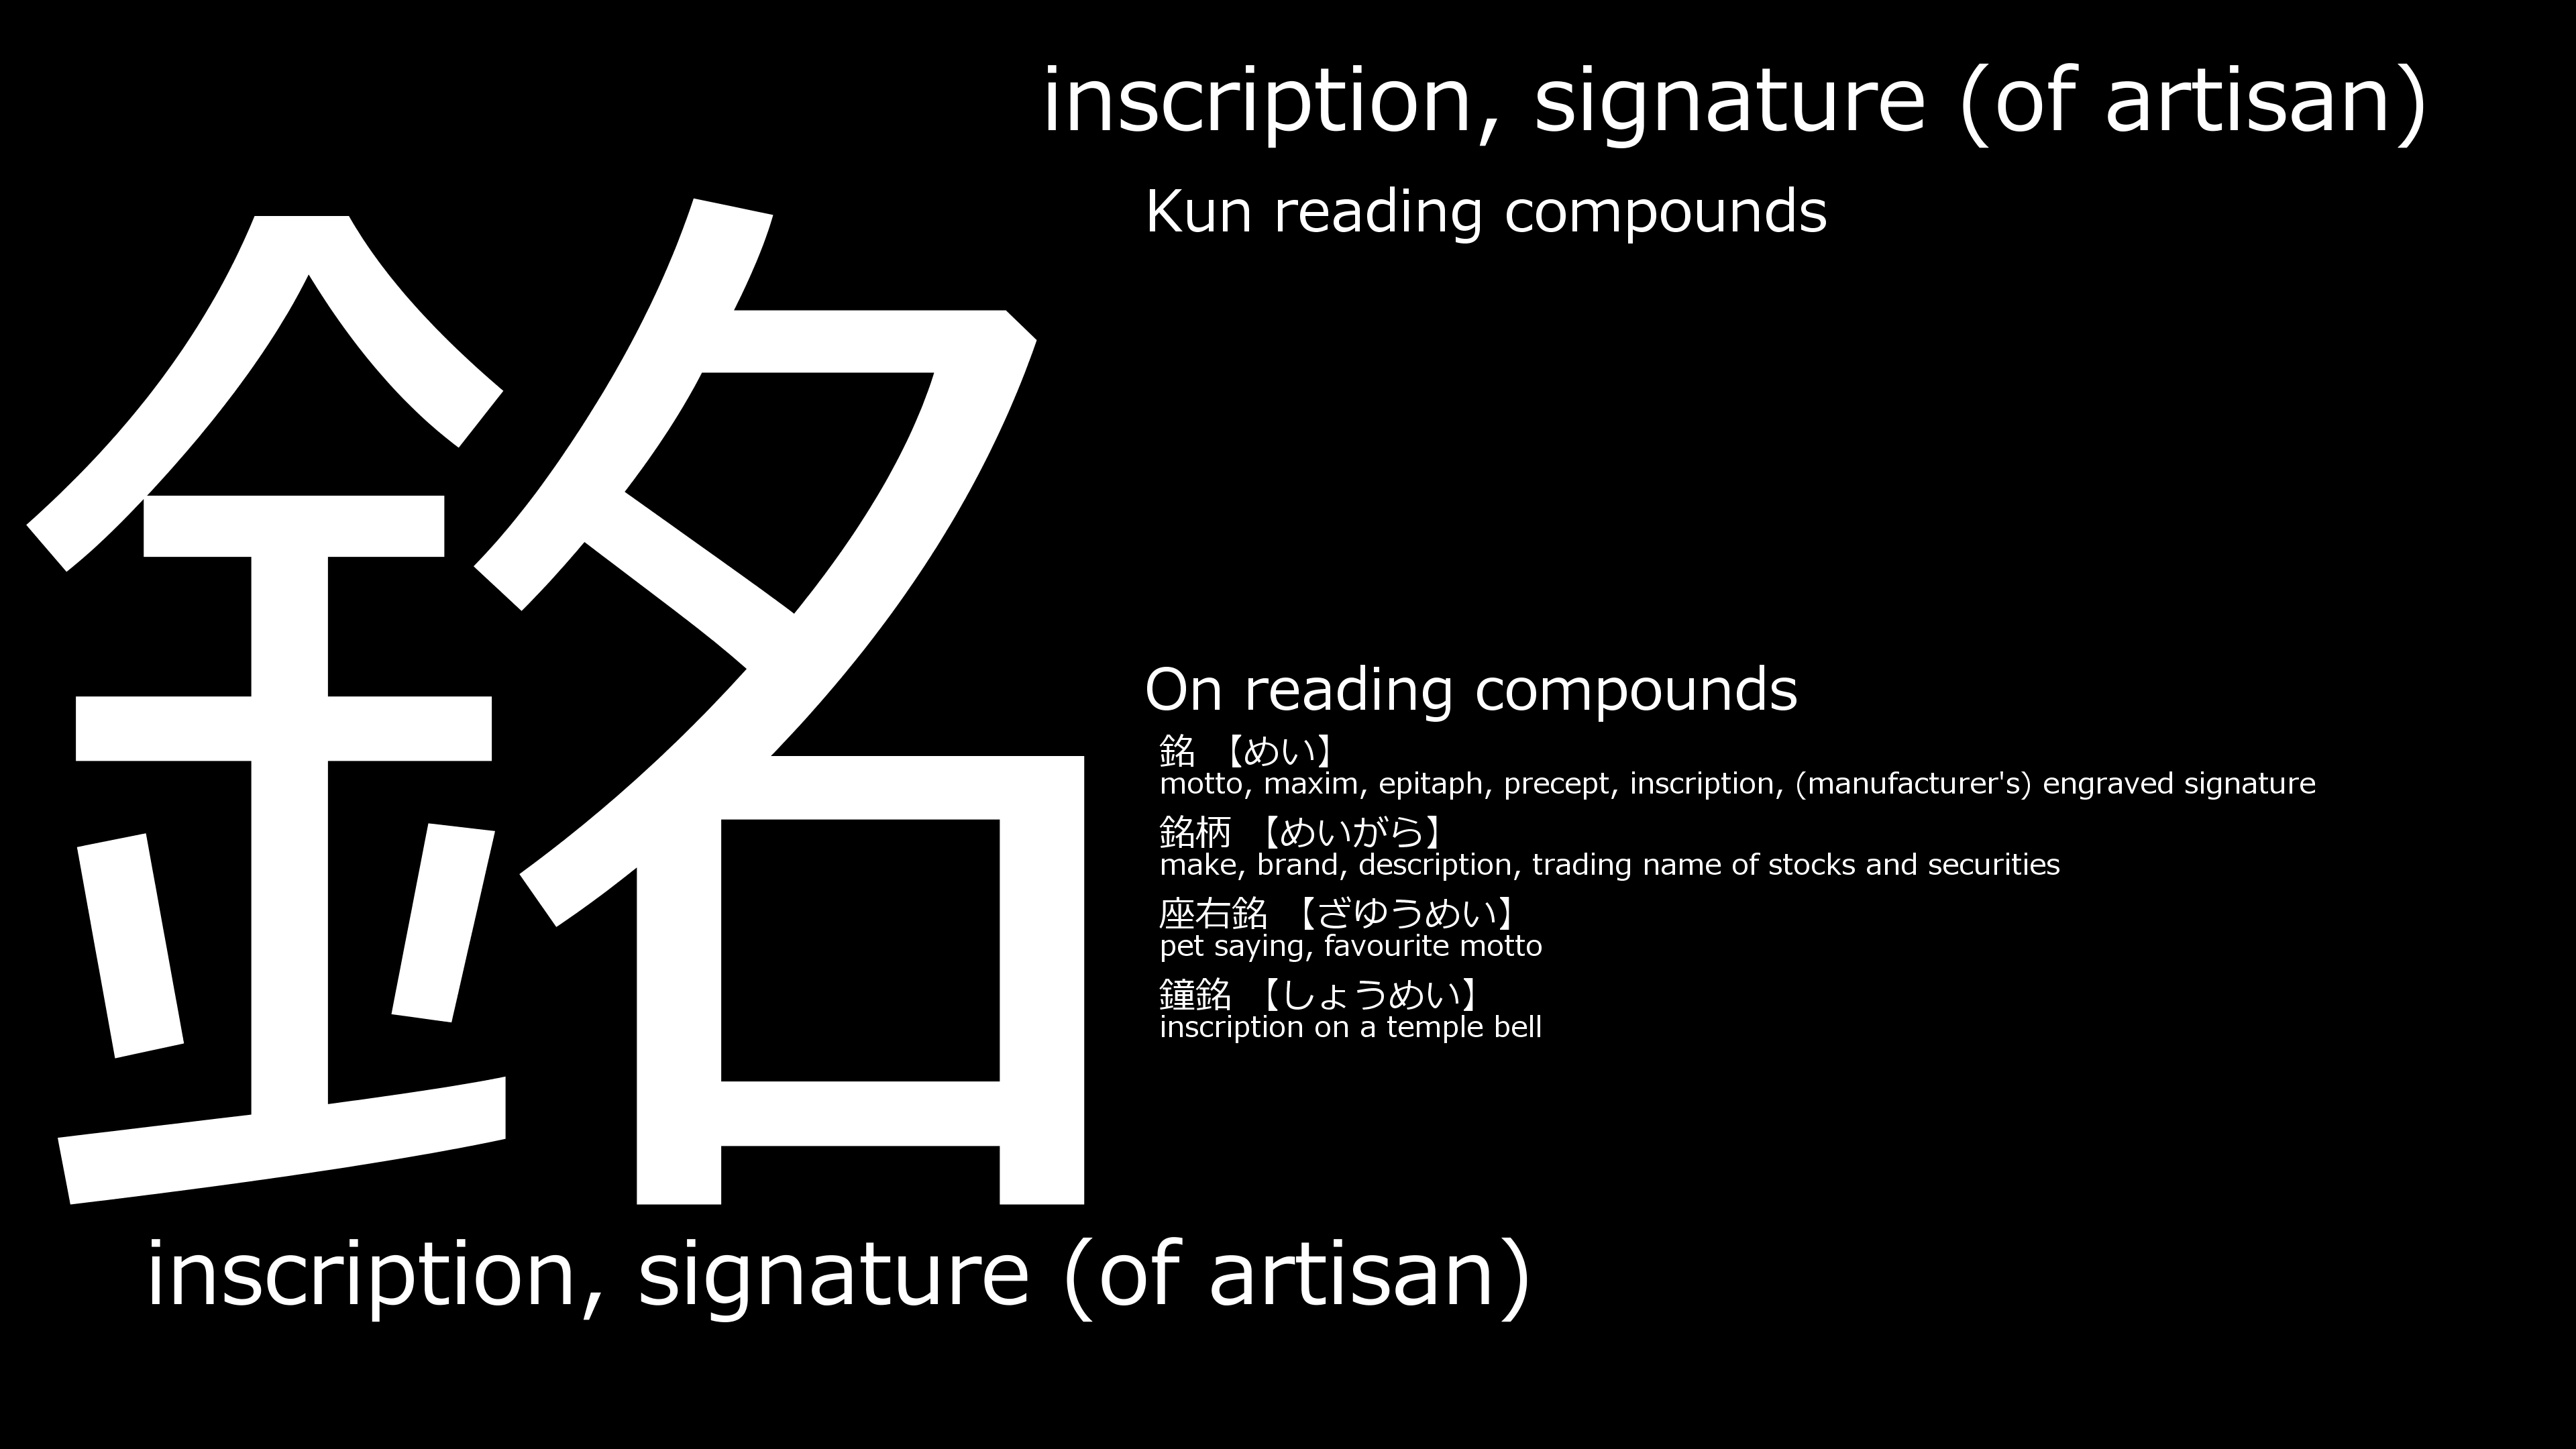 銘
inscription, signature (of artisan)
inscription, signature (of artisan)
Kun reading compounds
On reading compounds
銘 【めい】
motto, maxim, epitaph, precept, inscription, (manufacturer's) engraved signature
銘柄 【めいがら】
make, brand, description, trading name of stocks and securities
座右銘 【ざゆうめい】
pet saying, favourite motto
鐘銘 【しょうめい】
inscription on a temple bell